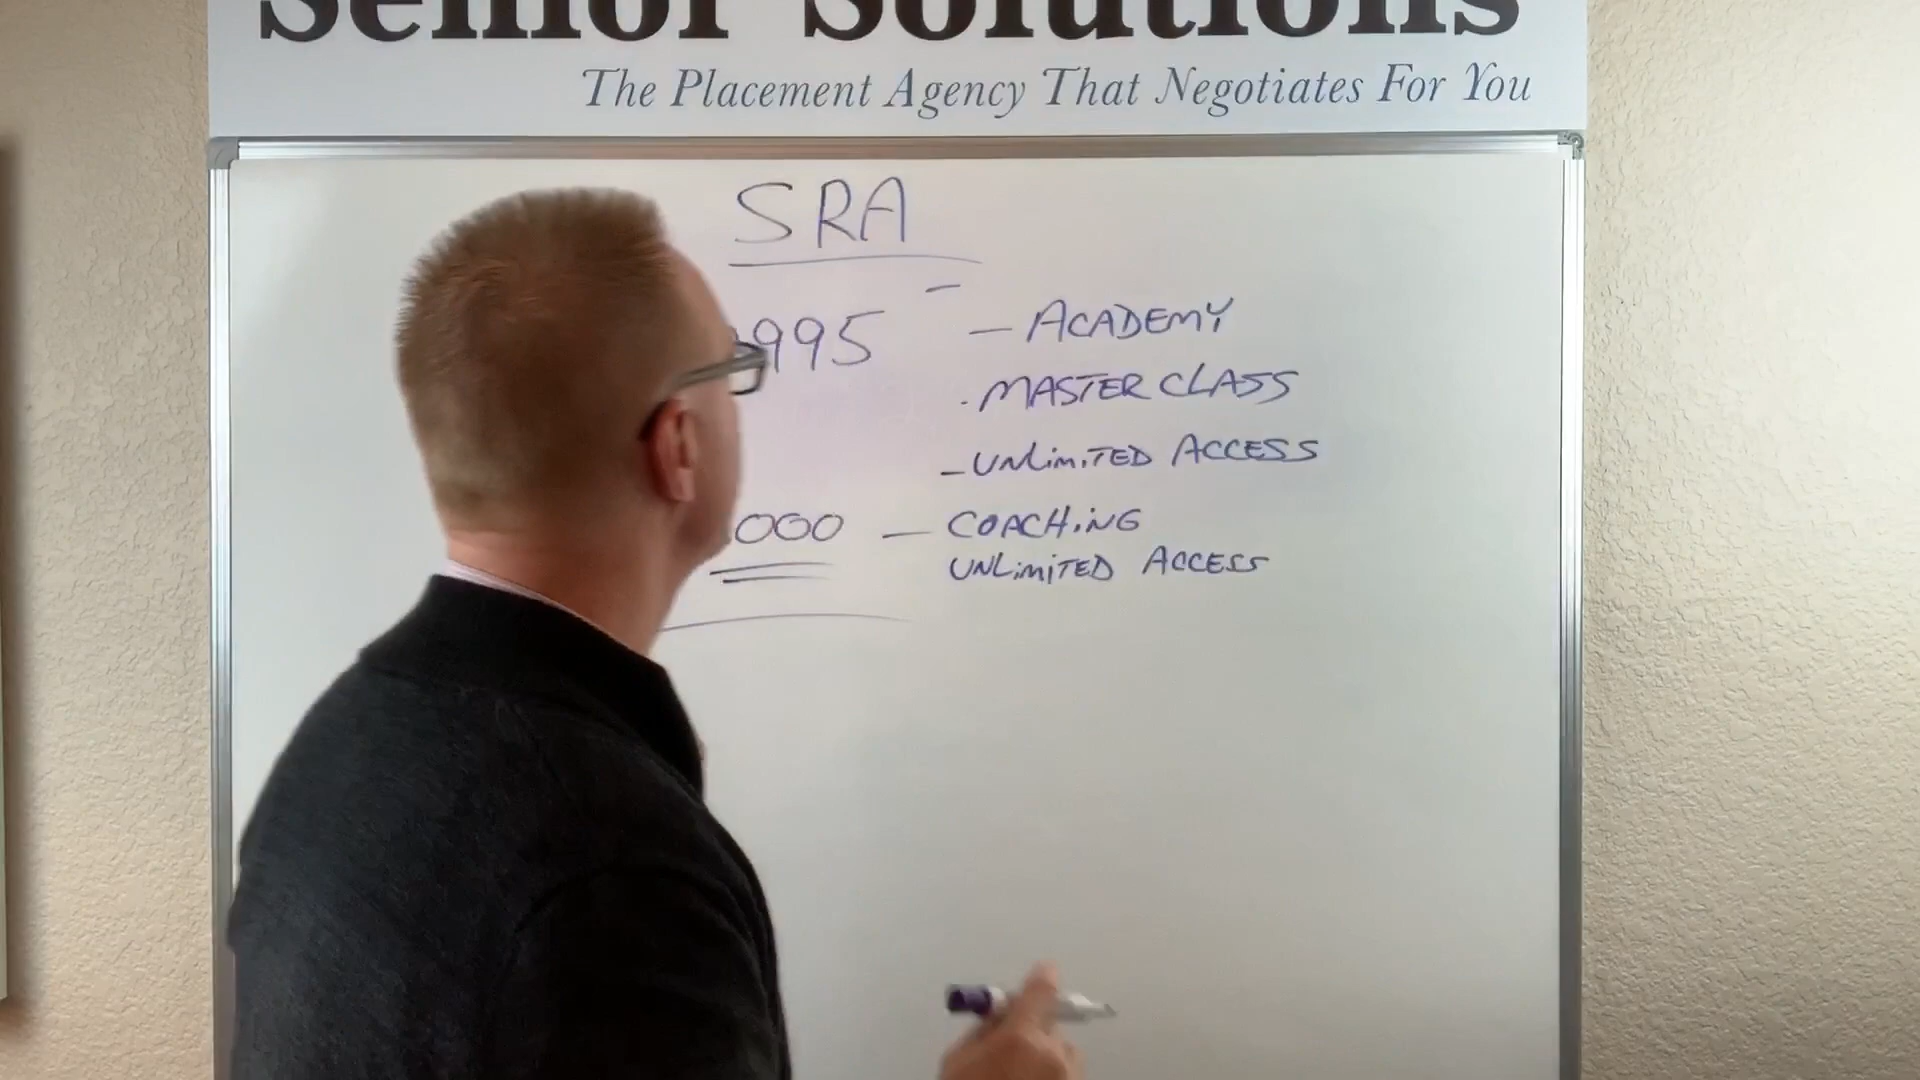 Senior Solutions
The Placement Agency That Negotiates For You
SRA
995 – ACADEMY
. MASTER CLASS
– UNLIMITED ACCESS
000 – COACHING
UNLIMITED ACCESS